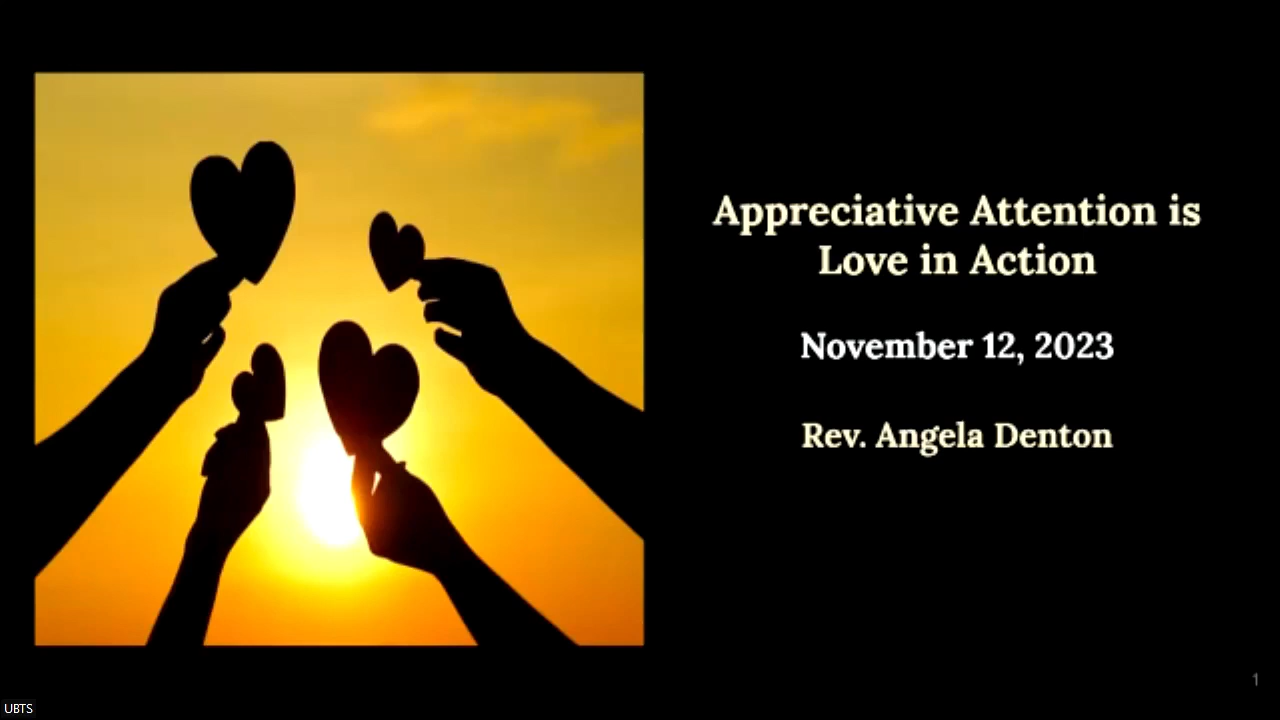 Appreciative Attention is
Love in Action
November 12, 2023
Rev. Angela Denton
1
UBTS